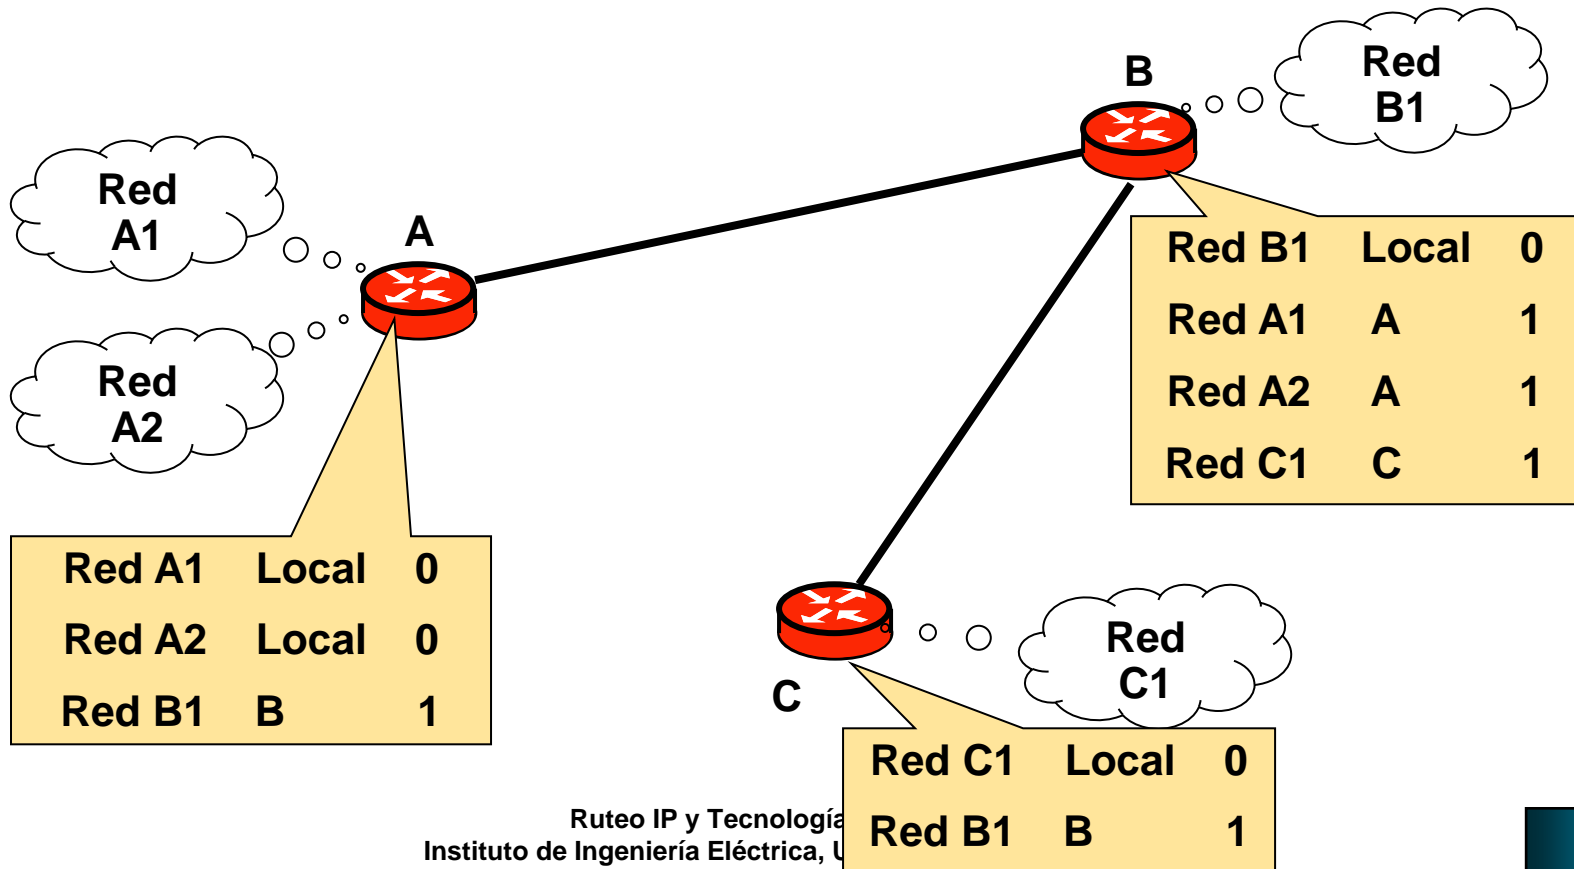 B
Red
B1
Red
A1
A
Red
A2
Red B1 Local 0
Red A1 A 1
Red A2 A 1
Red C1 C 1
Red A1 Local 0
Red A2 Local 0
Red B1 B 1
C
Red
C1
Red C1 Local 0
Red B1 B 1
Ruteo IP y Tecnología
Instituto de Ingeniería Eléctrica,